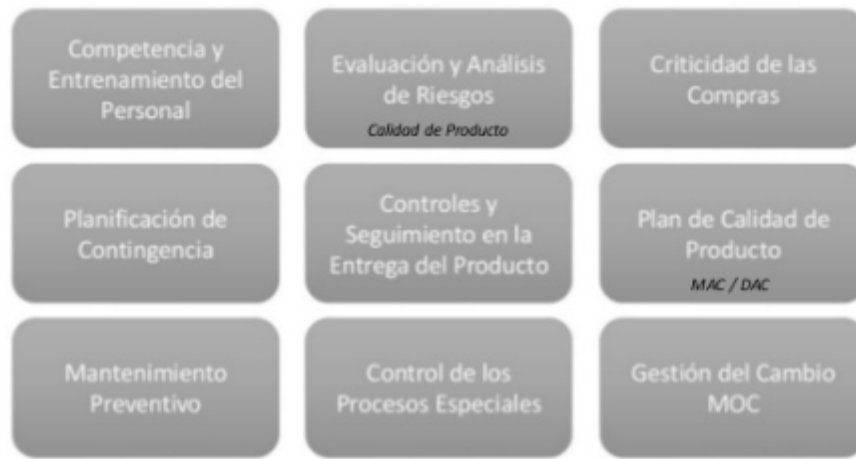 Competencia y
Entrenamiento del
Personal
Evaluación y Análisis
de Riesgos
Calidad de Producto
Criticidad de las
Compras
Planificación de
Contingencia
Controles y
Seguimiento en la
Entrega del Producto
Plan de Calidad de
Producto
MAC / DAC
Mantenimiento
Preventivo
Control de los
Procesos Especiales
Gestión del Cambio
MOC